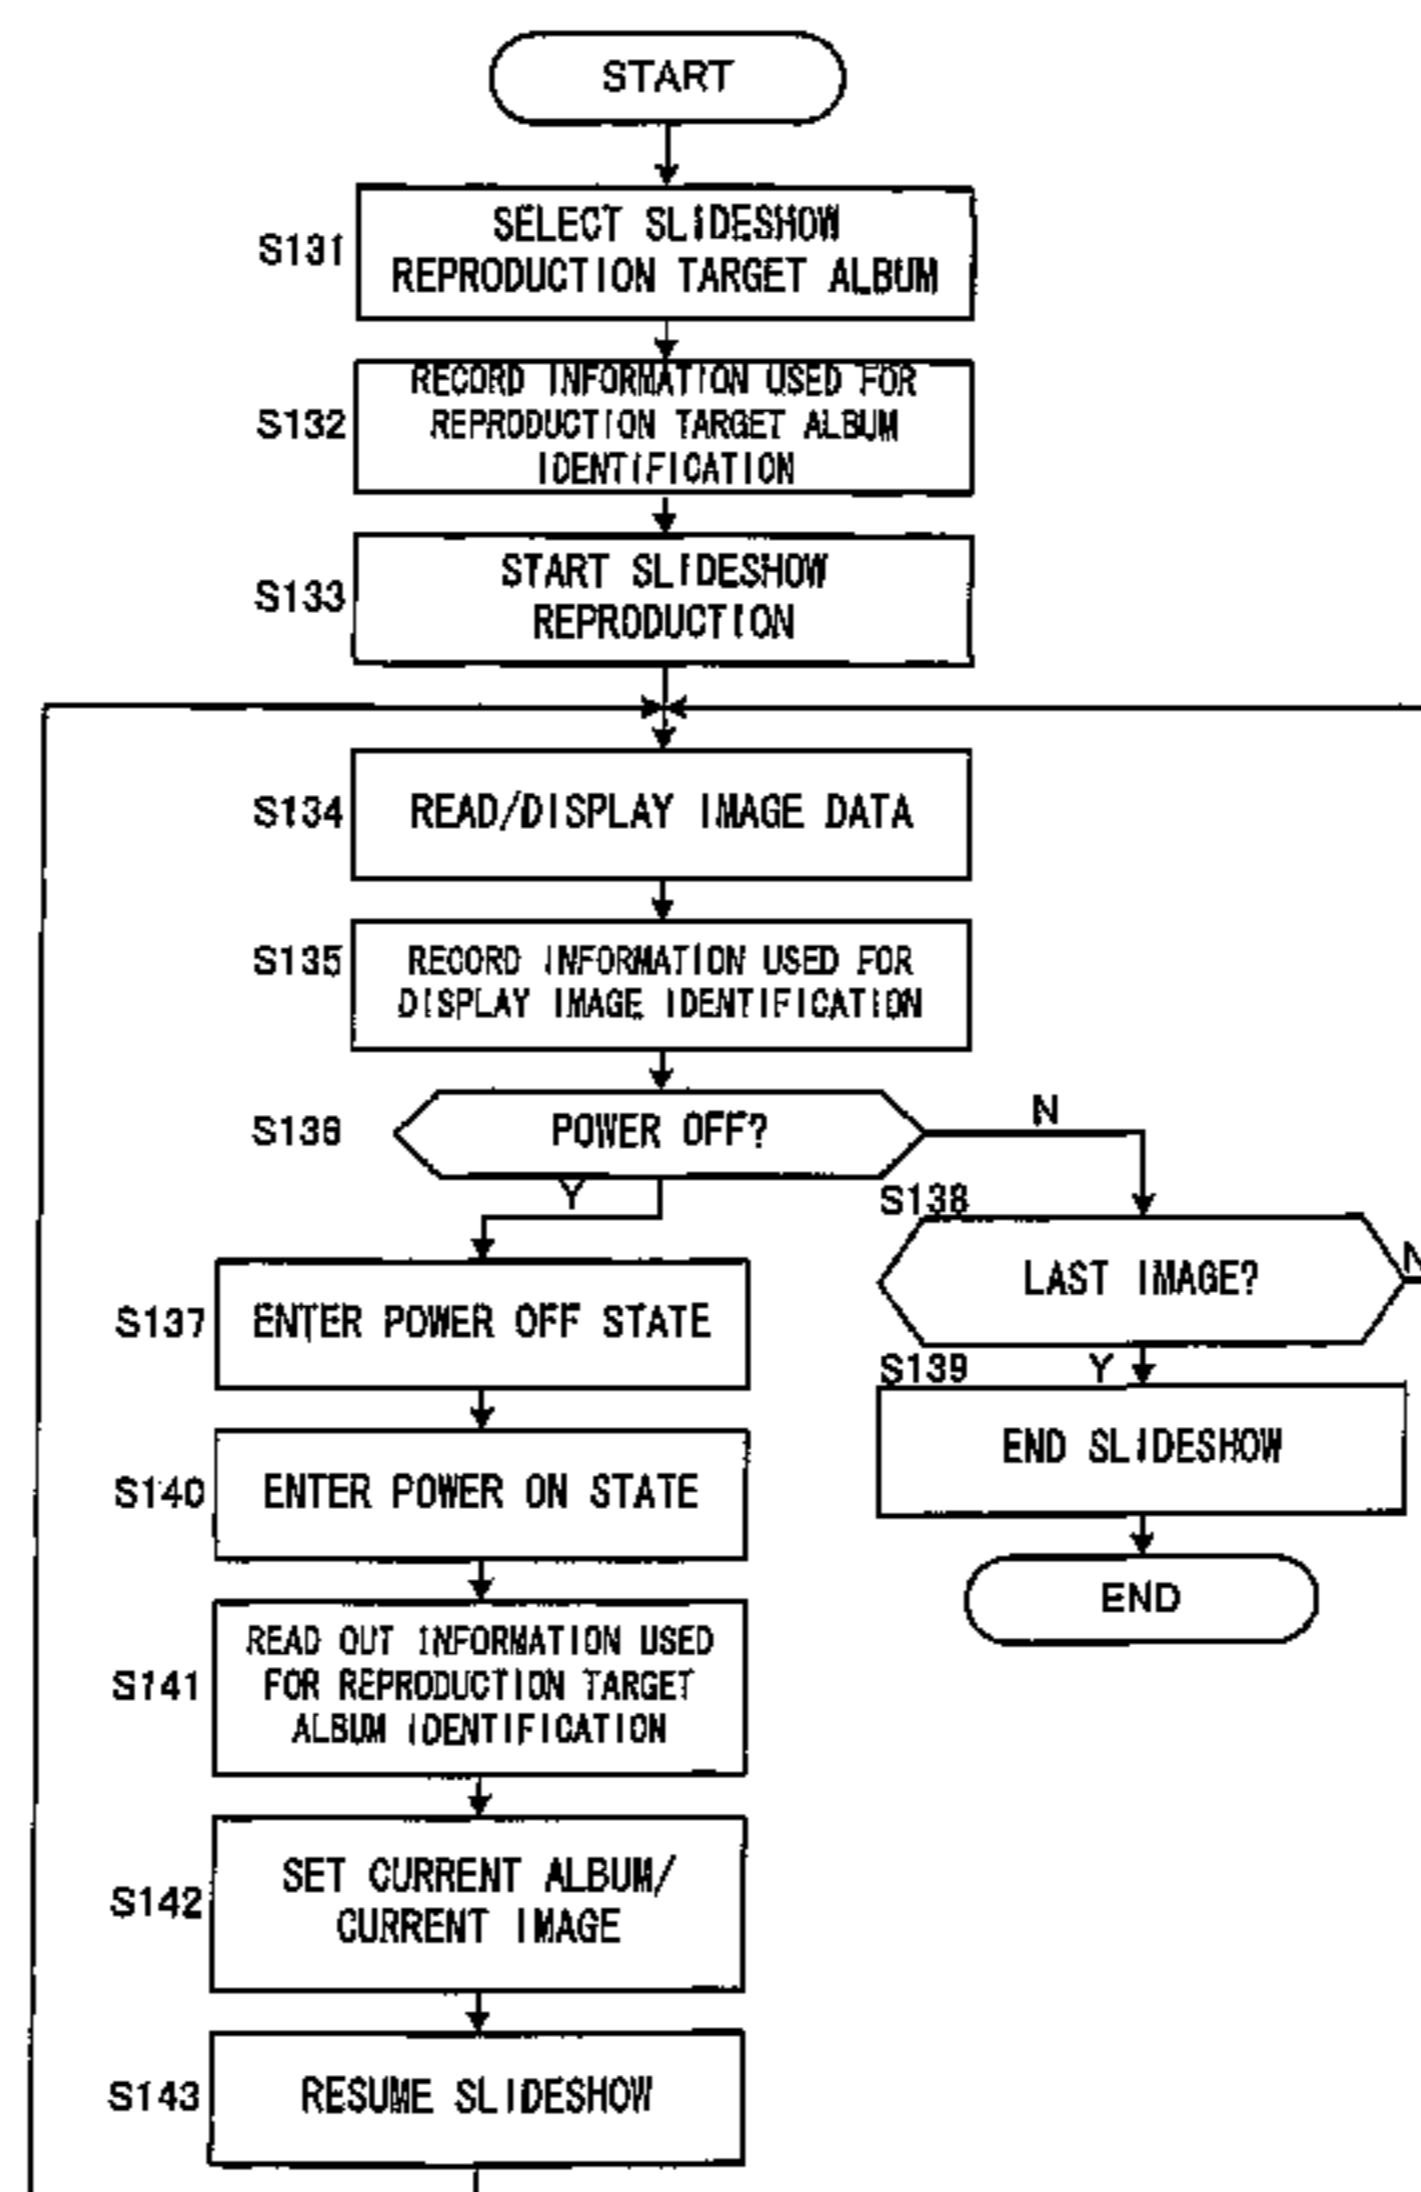 START
S131
SELECT SLIDESHOW
REPRODUCTION TARGET ALBUM
S132
RECORD INFORMATION USED FOR
REPRODUCTION TARGET ALBUM
IDENTIFICATION
S133
START SLIDESHOW
REPRODUCTION
S134
READ/DISPLAY IMAGE DATA
S135
RECORD INFORMATION USED FOR
DISPLAY IMAGE IDENTIFICATION
S136
POWER OFF?
N
Y
S138
LAST IMAGE?
N
S137
ENTER POWER OFF STATE
S139
Y
END SLIDESHOW
S140
ENTER POWER ON STATE
END
S141
READ OUT INFORMATION USED
FOR REPRODUCTION TARGET
ALBUM IDENTIFICATION
S142
SET CURRENT ALBUM/
CURRENT IMAGE
S143
RESUME SLIDESHOW